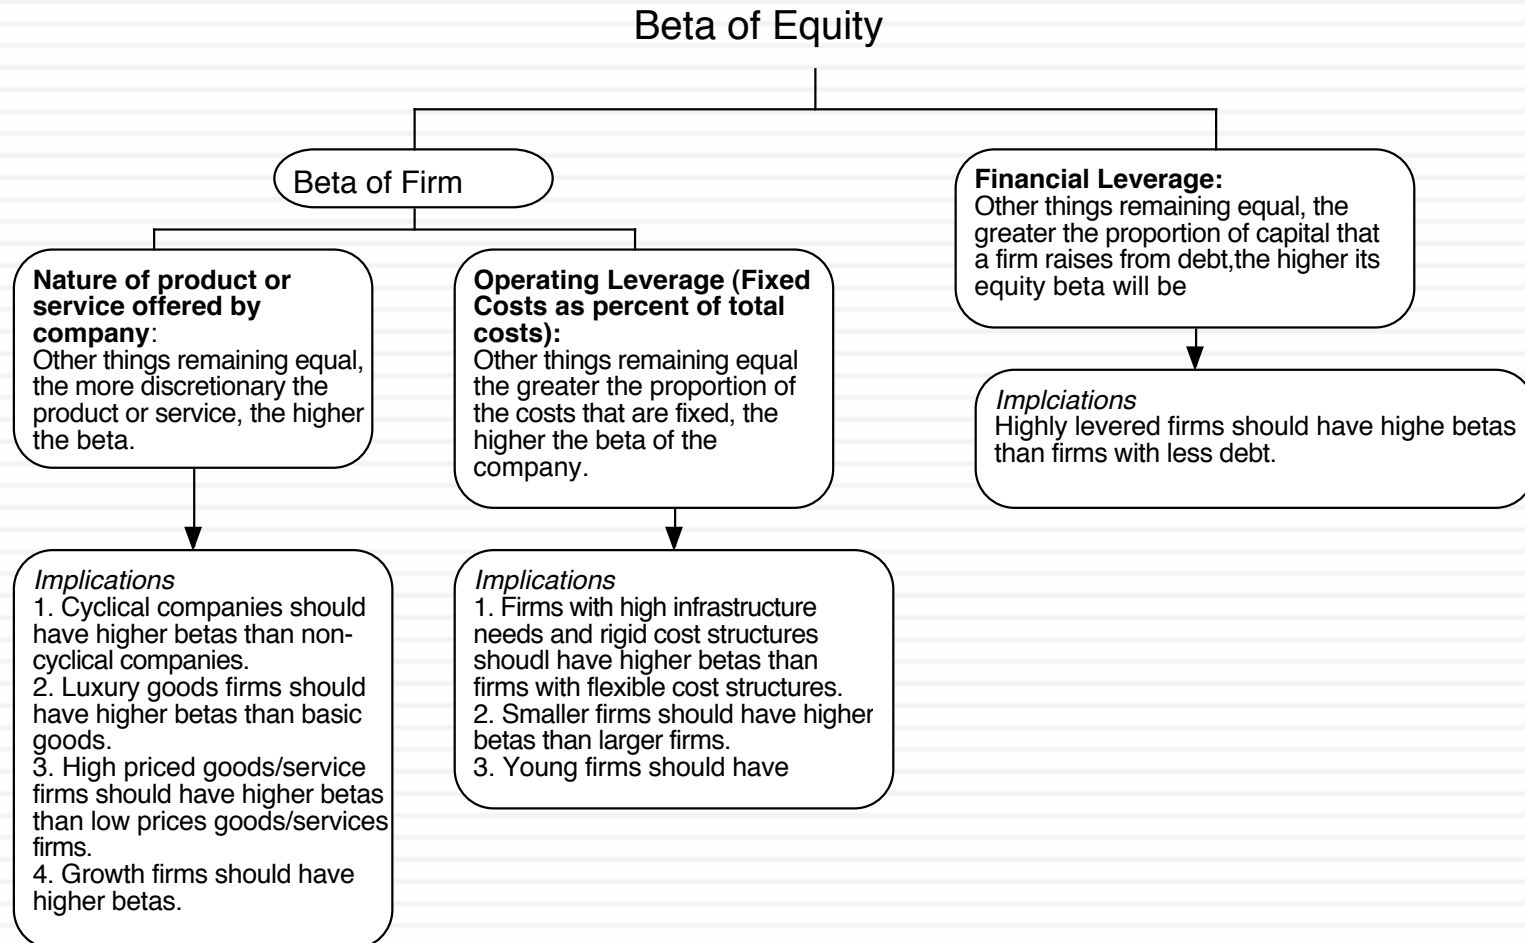 Beta of Equity
Beta of Firm
Nature of product or
service offered by
company:
Other things remaining equal,
the more discretionary the
product or service, the higher
the beta.
Operating Leverage (Fixed
Costs as percent of total
costs):
Other things remaining equal
the greater the proportion of
the costs that are fixed, the
higher the beta of the
company.
Financial Leverage:
Other things remaining equal, the
greater the proportion of capital that
a firm raises from debt,the higher its
equity beta will be
Implciations
Highly levered firms should have highe betas
than firms with less debt.
Implications
1. Cyclical companies should
have higher betas than non-
cyclical companies.
2. Luxury goods firms should
have higher betas than basic
goods.
3. High priced goods/service
firms should have higher betas
than low prices goods/services
firms.
4. Growth firms should have
higher betas.
Implications
1. Firms with high infrastructure
needs and rigid cost structures
shoudl have higher betas than
firms with flexible cost structures.
2. Smaller firms should have higher
betas than larger firms.
3. Young firms should have